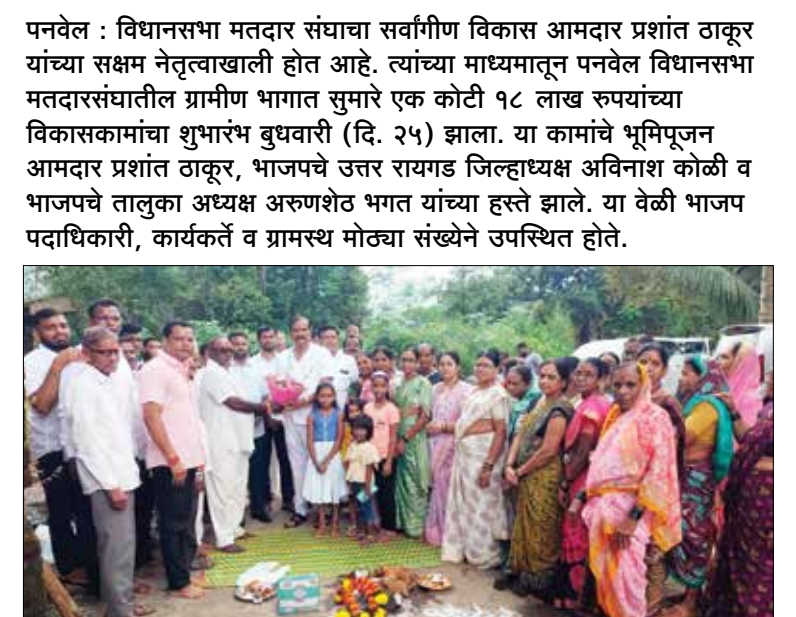 पनवेल : विधानसभा मतदार संघाचा सर्वांगीण विकास आमदार प्रशांत ठाकूर
यांच्या सक्षम नेतृत्वाखाली होत आहे. त्यांच्या माध्यमातून पनवेल विधानसभा
मतदारसंघातील ग्रामीण भागात सुमारे एक कोटी १८ लाख रुपयांच्या
विकासकामांचा शुभारंभ बुधवारी (दि. २५) झाला. या कामांचे भूमिपूजन
आमदार प्रशांत ठाकूर, भाजपचे उत्तर रायगड जिल्हाध्यक्ष अविनाश कोळी व
भाजपचे तालुका अध्यक्ष अरुणशेठ भगत यांच्या हस्ते झाले. या वेळी भाजप
पदाधिकारी, कार्यकर्ते व ग्रामस्थ मोठ्या संख्येने उपस्थित होते.